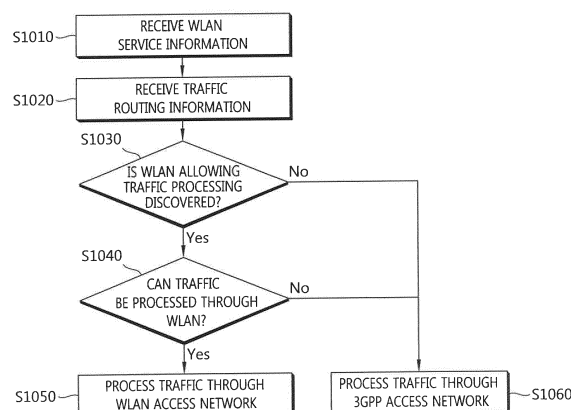 S1010
RECEIVE WLAN
SERVICE INFORMATION
S1020
RECEIVE TRAFFIC
ROUTING INFORMATION
S1030
IS WLAN ALLOWING
TRAFFIC PROCESSING
DISCOVERED?
No
Yes
S1040
CAN TRAFFIC
BE PROCESSED THROUGH
WLAN?
No
Yes
S1050
PROCESS TRAFFIC THROUGH
WLAN ACCESS NETWORK
PROCESS TRAFFIC THROUGH
3GPP ACCESS NETWORK
S1060